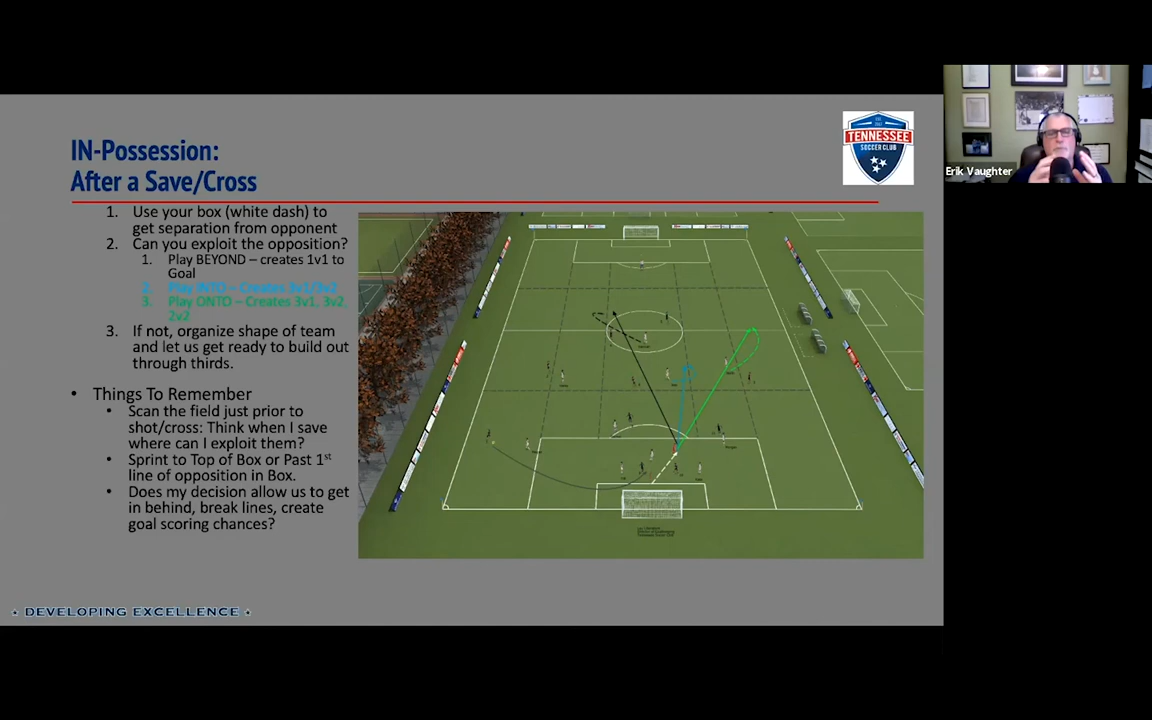 IN-Possession:
After a Save/Cross
TENNESSEE
SOCCER CLUB
1. Use your box (white dash) to
get separation from opponent
2. Can you exploit the opposition?
1. Play BEYOND – creates 1v1 to
Goal
2. Play INTO – Creates 3v1/3v2
3. Play ONTO – Creates 3v1, 3v2,
2v2
3. If not, organize shape of team
and let us get ready to build out
through thirds.
• Things To Remember
• Scan the field just prior to
shot/cross: Think when I save
where can I exploit them?
• Sprint to Top of Box or Past 1st
line of opposition in Box.
• Does my decision allow us to get
in behind, break lines, create
goal scoring chances?
DEVELOPING EXCELLENCE
Erik Vaughter